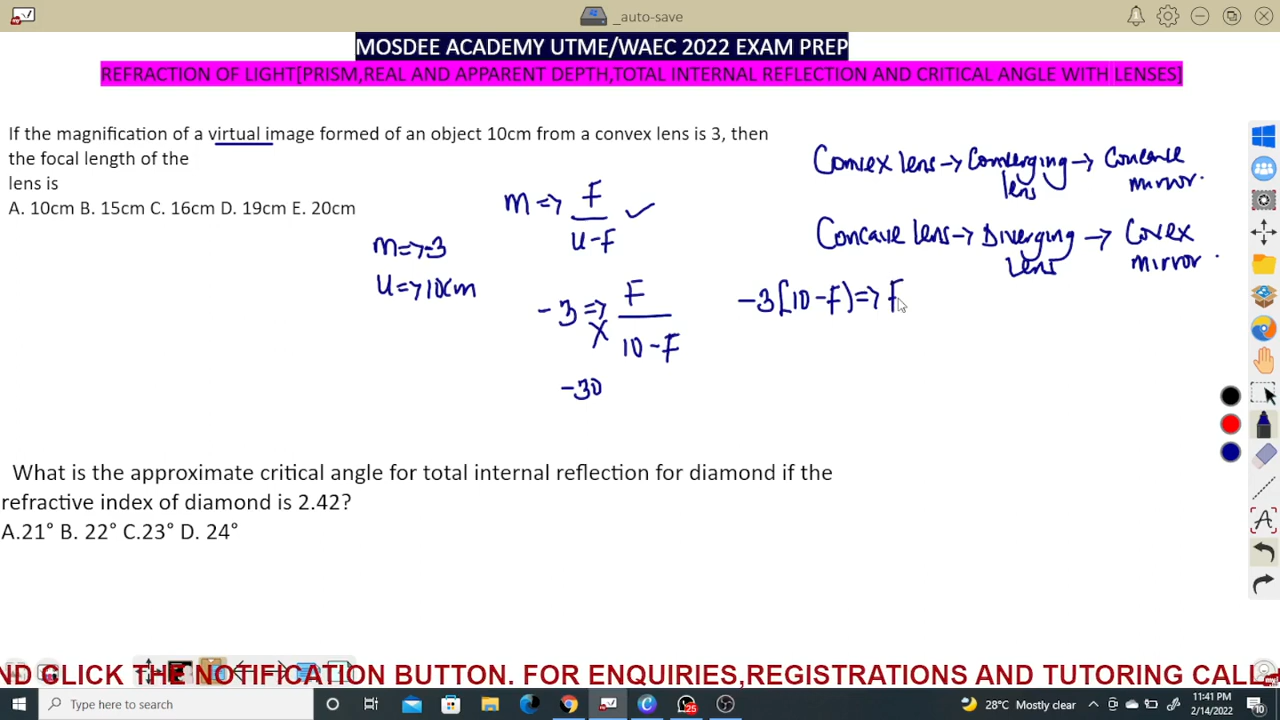 _auto-save
MOSDEE ACADEMY UTME/WAEC 2022 EXAM PREP
REFRACTION OF LIGHT[PRISM,REAL AND APPARENT DEPTH,TOTAL INTERNAL REFLECTION AND CRITICAL ANGLE WITH LENSES]
If the magnification of a virtual image formed of an object 10cm from a convex lens is 3, then
the focal length of the
lens is
A. 10cm B. 15cm C. 16cm D. 19cm E. 20cm
m => F
u-F
✓
m=>-3
u=>10cm
-3 => F
10-F
X
-30
-3[10-F)=> F
Convex lens → Converging → Concave
lens mirror.
Concave lens → Diverging → Covex
lens mirror.
What is the approximate critical angle for total internal reflection for diamond if the
refractive index of diamond is 2.42?
A.21° B. 22° C.23° D. 24°
ND CLICK THE NOTIFICATION BUTTON. FOR ENQUIRIES,REGISTRATIONS AND TUTORING CALL
Type here to search
25
28°C Mostly clear
11:41 PM
2/14/2022
10